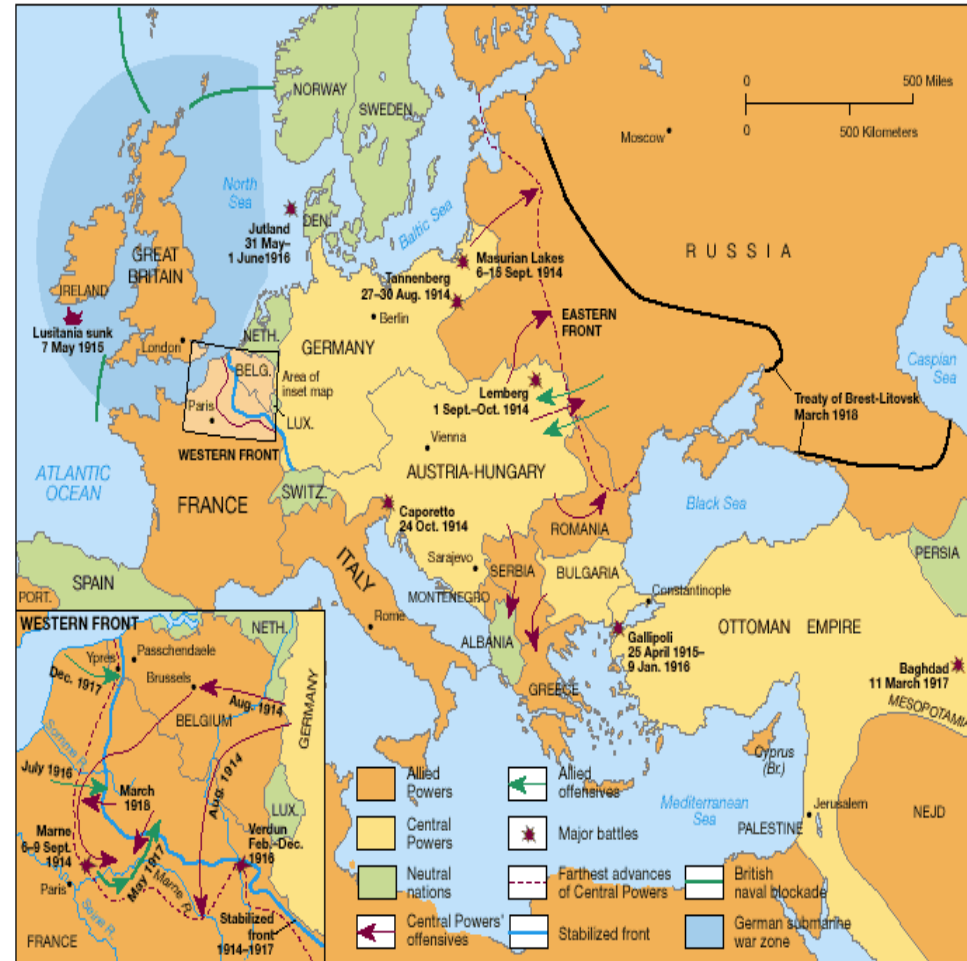 NORWAY
SWEDEN
0
500 Miles
0
500 Kilometers
Moscow
North
Sea
Baltic Sea
DEN.
Jutland
31 May–
1 June1916
RUSSIA
GREAT
BRITAIN
IRELAND
Lusitania sunk
7 May 1915
London
Masurian Lakes
6–15 Sept. 1914
Tannenberg
27–30 Aug. 1914
Berlin
NETH.
GERMANY
EASTERN
FRONT
Caspian
Sea
BELG.
Area of
inset map
Paris
LUX.
WESTERN FRONT
Lemberg
1 Sept.–Oct. 1914
Treaty of Brest-Litovsk
March 1918
Vienna
AUSTRIA-HUNGARY
ATLANTIC
OCEAN
FRANCE
SWITZ.
Caporetto
24 Oct. 1914
Black Sea
ROMANIA
PERSIA
SPAIN
PORT.
ITALY
Sarajevo
SERBIA
BULGARIA
MONTENEGRO
Constantinople
Rome
ALBANIA
OTTOMAN EMPIRE
Gallipoli
25 April 1915–
9 Jan. 1916
Baghdad
11 March 1917
GREECE
MESOPOTAMIA
Cyprus
(Br.)
Mediterranean
Sea
Jerusalem
PALESTINE
NEJD
WESTERN FRONT
NETH.
Ypres
Passchendaele
Dec. 1917
Brussels
Aug. 1914
BELGIUM
GERMANY
Somme R.
July 1916
Aug. 1914
March
1918
LUX.
Marne
6–9 Sept.
1914
Verdun
Feb.–Dec.
1916
May 1917
Marne R.
Paris
Seine R.
Stabilized
front
1914–1917
FRANCE
Allied
Powers
Allied
offensives
Central
Powers
Major battles
Neutral
nations
Farthest advances
of Central Powers
British
naval blockade
Central Powers'
offensives
Stabilized front
German submarine
war zone